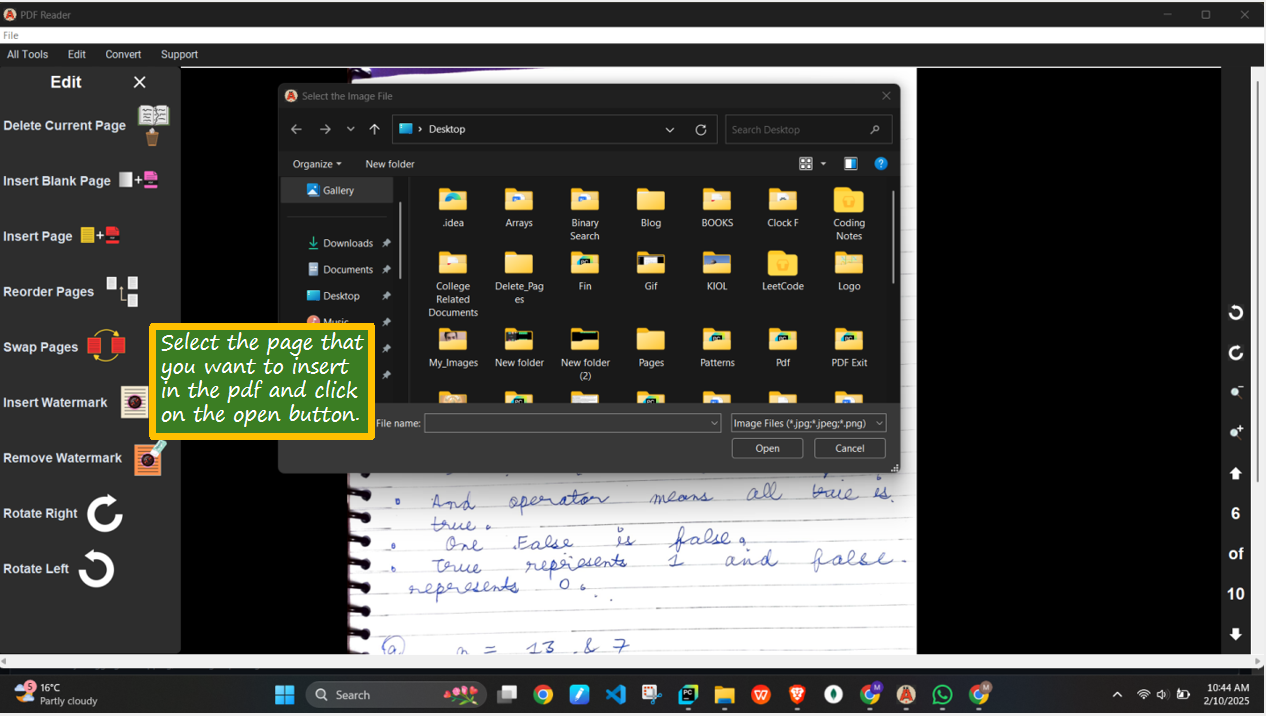 PDF Reader
File
All Tools Edit Convert Support
Edit
Delete Current Page
Insert Blank Page
Insert Page
Reorder Pages
Swap Pages
Insert Watermark
Remove Watermark
Rotate Right
Rotate Left
Select the Image File
Desktop
Search Desktop
Organize New folder
Gallery
Downloads
Documents
Desktop
Music
.idea Arrays Binary Search Blog BOOKS Clock F Coding Notes
College Related Documents Delete_Pages Fin Gif KIOL LeetCode Logo
My_Images New folder New folder (2) Pages Patterns Pdf PDF Exit
File name: Image Files (*.jpg;*.jpeg;*.png)
Open Cancel
Select the page that
you want to insert
in the pdf and click
on the open button.
And operator means all true is
true.
One False is false.
True represents 1 and false
represents 0.
n = 13 & 7
6
of
10
16°C
Partly cloudy
5
Search
10:44 AM
2/10/2025